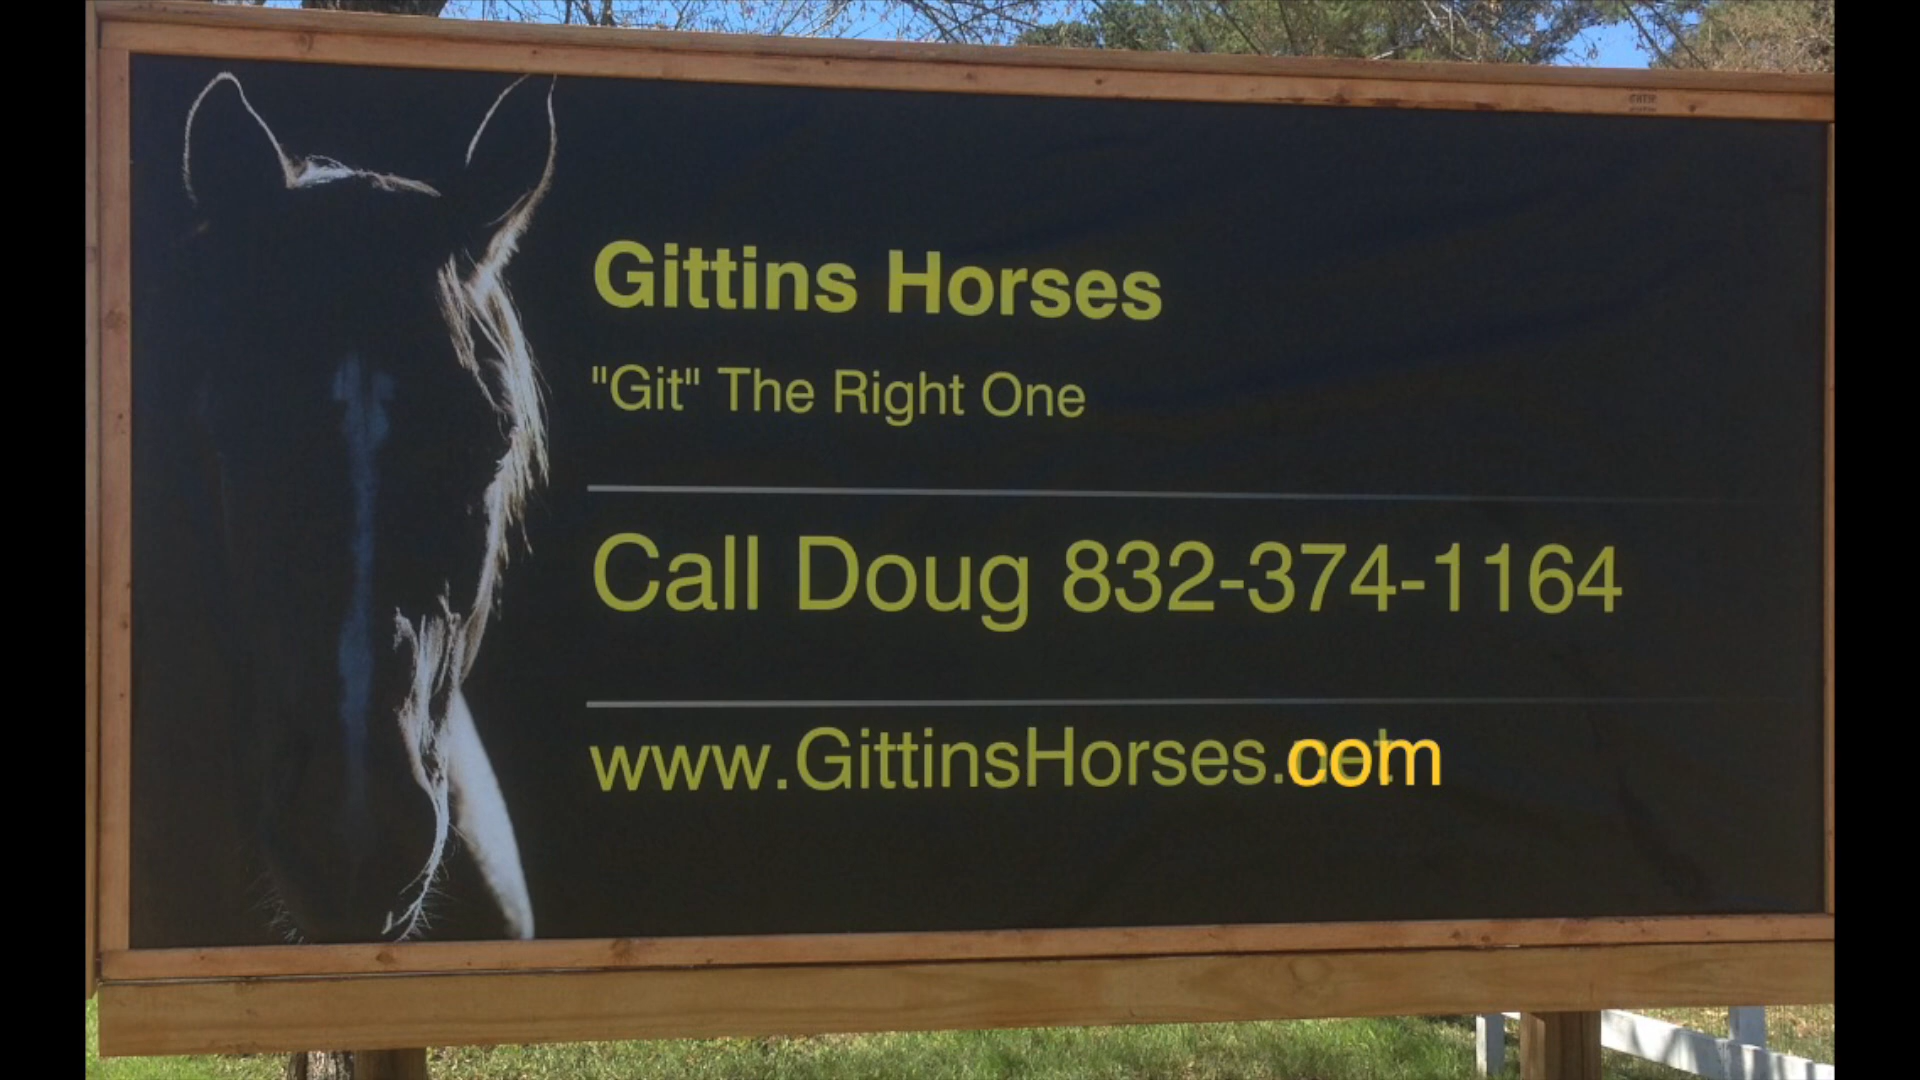 Gittins Horses
"Git" The Right One
Call Doug 832-374-1164
www.GittinsHorses.com